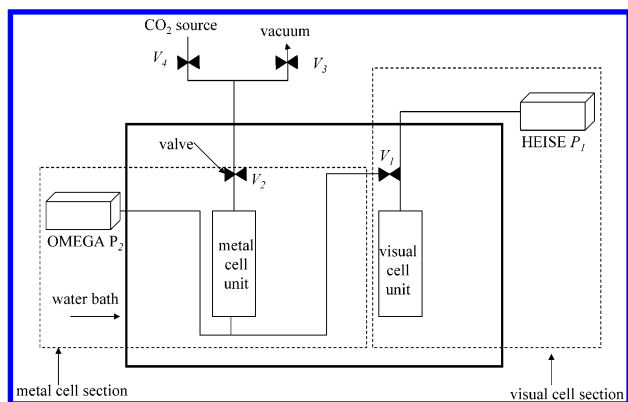 CO₂ source
vacuum
V₄
V₃
HEISE P₁
valve
V₁
V₂
OMEGA P₂
metal
cell
unit
visual
cell
unit
water bath
metal cell section
visual cell section